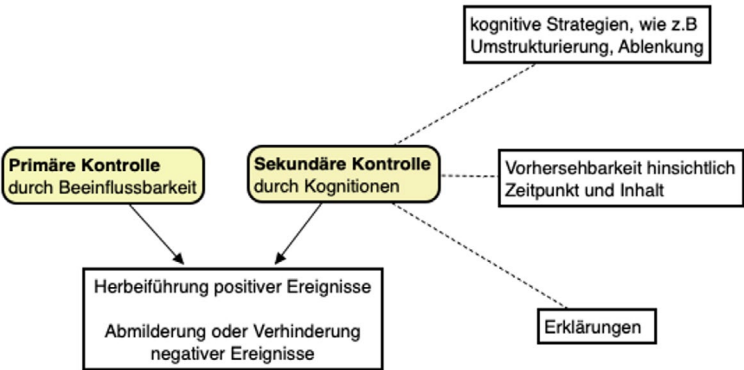 kognitive Strategien, wie z.B
Umstrukturierung, Ablenkung
Primäre Kontrolle
durch Beeinflussbarkeit
Sekundäre Kontrolle
durch Kognitionen
Vorhersehbarkeit hinsichtlich
Zeitpunkt und Inhalt
Herbeiführung positiver Ereignisse
Abmilderung oder Verhinderung
negativer Ereignisse
Erklärungen